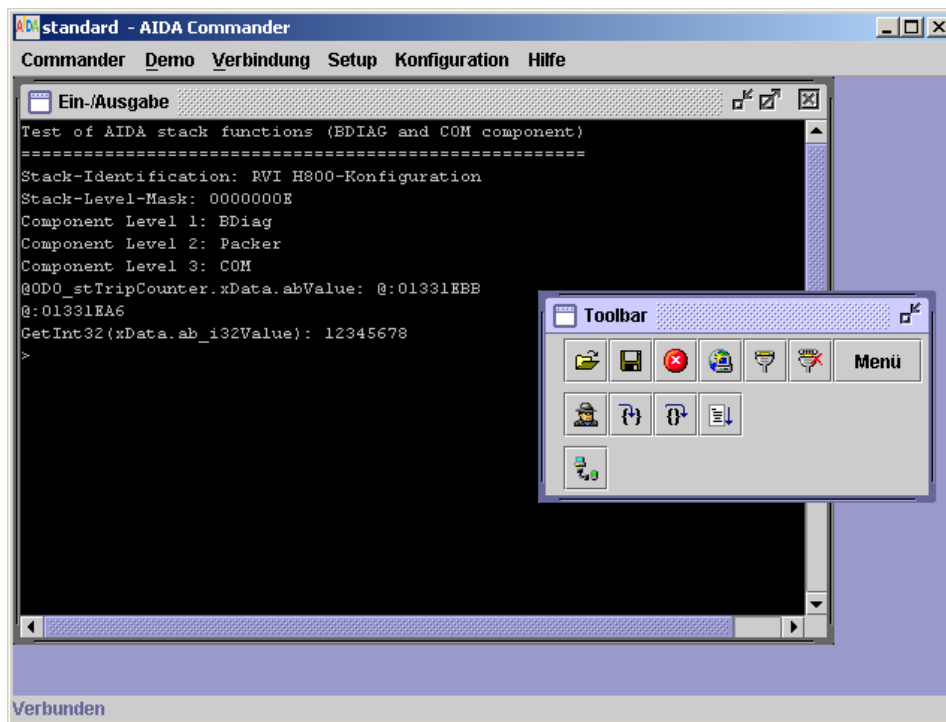 standard - AIDA Commander
Commander Demo Verbindung Setup Konfiguration Hilfe
Ein-/Ausgabe
Test of AIDA stack functions (BDIAG and COM component)
======================================================
Stack-Identification: RVI H800-Konfiguration
Stack-Level-Mask: 0000000E
Component Level 1: BDiag
Component Level 2: Packer
Component Level 3: COM
@ODO_stTripCounter.xData.abValue: @:01331EBB
@:01331EA6
GetInt32(xData.ab_i32Value): 12345678
>
Toolbar
Menü
Verbunden